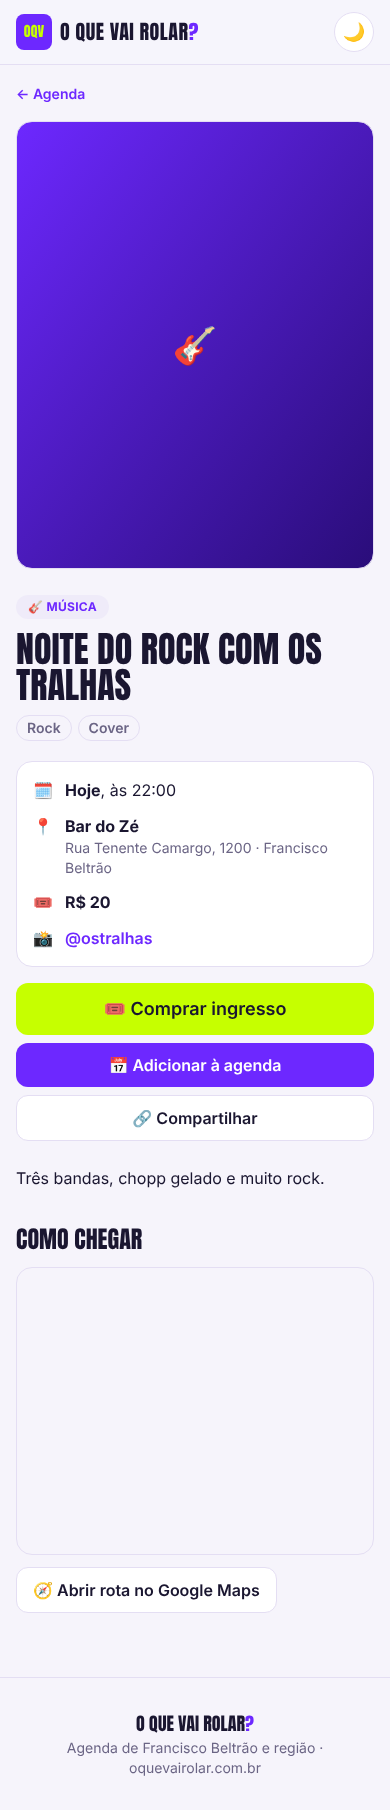 OQV O QUE VAI ROLAR?
← Agenda
MÚSICA
NOITE DO ROCK COM OS
TRALHAS
Rock Cover
Hoje, às 22:00
Bar do Zé
Rua Tenente Camargo, 1200 · Francisco
Beltrão
R$ 20
@ostralhas
Comprar ingresso
Adicionar à agenda
Compartilhar
Três bandas, chopp gelado e muito rock.
COMO CHEGAR
Abrir rota no Google Maps
O QUE VAI ROLAR?
Agenda de Francisco Beltrão e região ·
oquevairolar.com.br